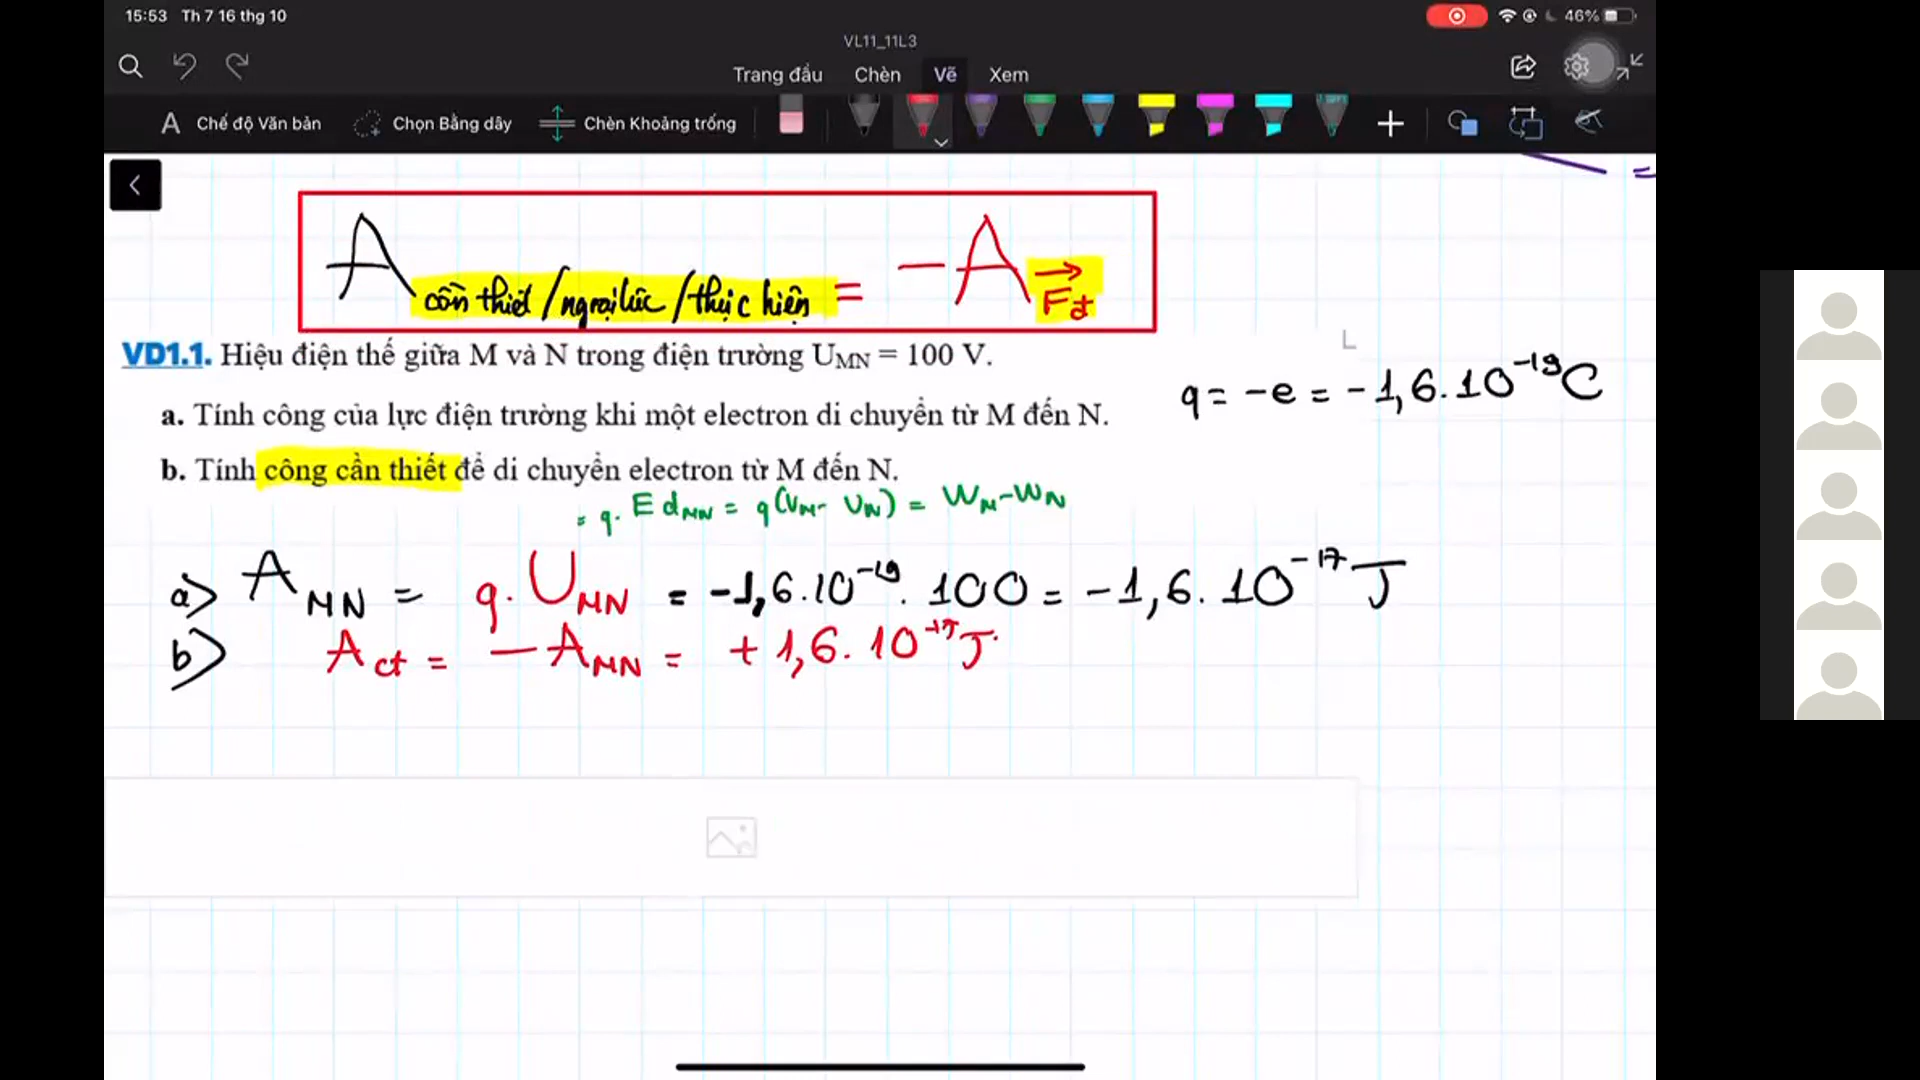 15:53 Th 7 16 thg 10
46%
VL11_11L3
Trang đầu Chèn Vẽ Xem
A Chế độ Văn bản Chọn Bằng dây Chèn Khoảng trống
A cần thiết/ngoại lực/thực hiện = -A F⃗đ
VD1.1. Hiệu điện thế giữa M và N trong điện trường UMN = 100 V.
q = -e = -1,6.10⁻¹⁹C
a. Tính công của lực điện trường khi một electron di chuyển từ M đến N.
b. Tính công cần thiết để di chuyển electron từ M đến N.
= q. E dMN = q(VM - VN) = WM - WN
a) AMN = q. UMN = -1,6.10⁻¹⁹. 100 = -1,6. 10⁻¹⁷ J
b) Act = -AMN = +1,6. 10⁻¹⁷ J.